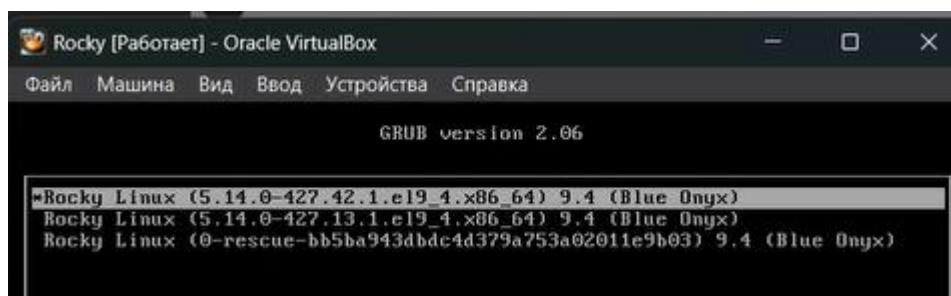 Rocky [Работает] - Oracle VirtualBox
Файл Машина Вид Ввод Устройства Справка
GRUB version 2.06
*Rocky Linux (5.14.0-427.42.1.el9_4.x86_64) 9.4 (Blue Onyx)
Rocky Linux (5.14.0-427.13.1.el9_4.x86_64) 9.4 (Blue Onyx)
Rocky Linux (0-rescue-bb5ba943dbdc4d379a753a02011e9b03) 9.4 (Blue Onyx)